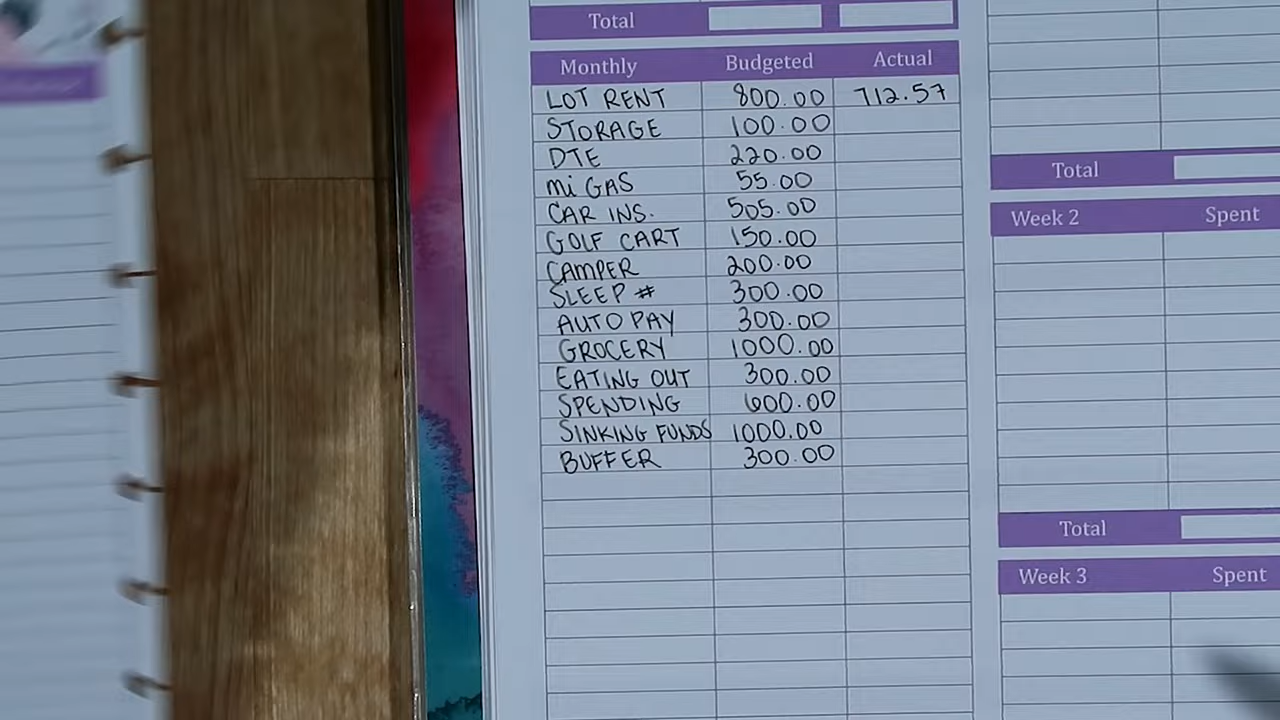 Total
Monthly Budgeted Actual
LOT RENT 800.00 712.57
STORAGE 100.00
DTE 220.00
Mi GAS 55.00
CAR INS. 505.00
GOLF CART 150.00
CAMPER 200.00
SLEEP # 300.00
AUTO PAY 300.00
GROCERY 1000.00
EATING OUT 300.00
SPENDING 600.00
SINKING FUNDS 1000.00
BUFFER 300.00
Total
Week 2 Spent
Total
Week 3 Spent